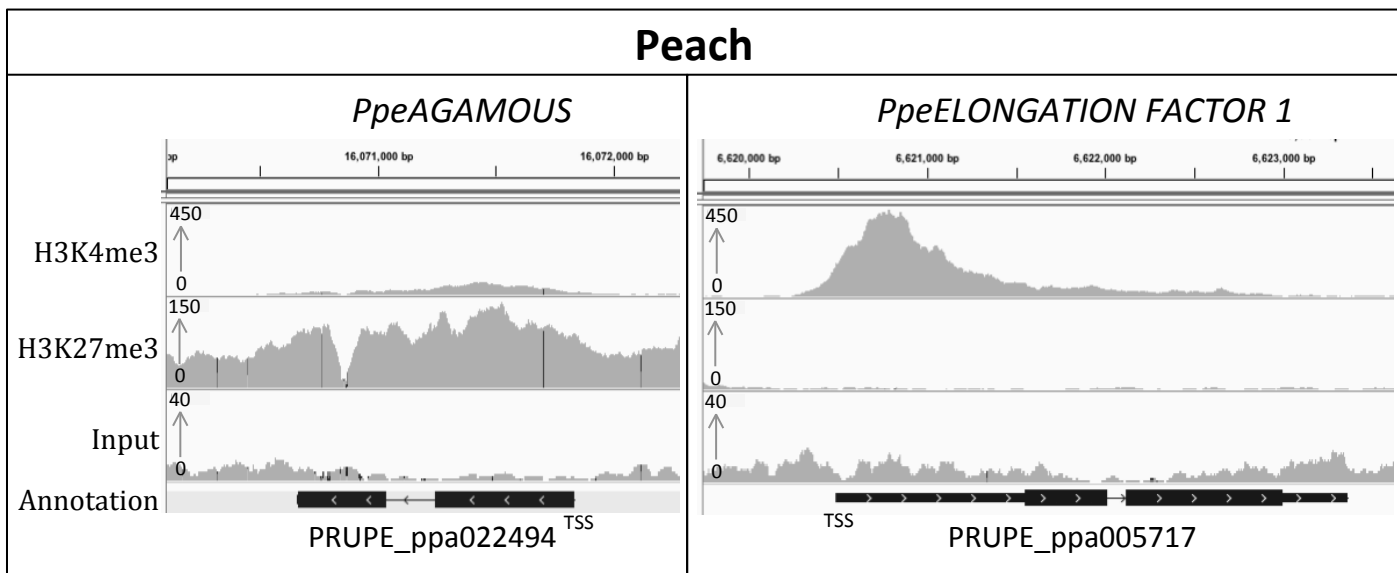 Peach
PpeAGAMOUS
PpeELONGATION FACTOR 1
bp 16,071,000 bp 16,072,000 bp
6,620,000 bp 6,621,000 bp 6,622,000 bp 6,623,000 bp
H3K4me3 450 0 450 0
H3K27me3 150 0 150 0
Input 40 0 40 0
Annotation
TSS TSS
PRUPE_ppa022494 PRUPE_ppa005717